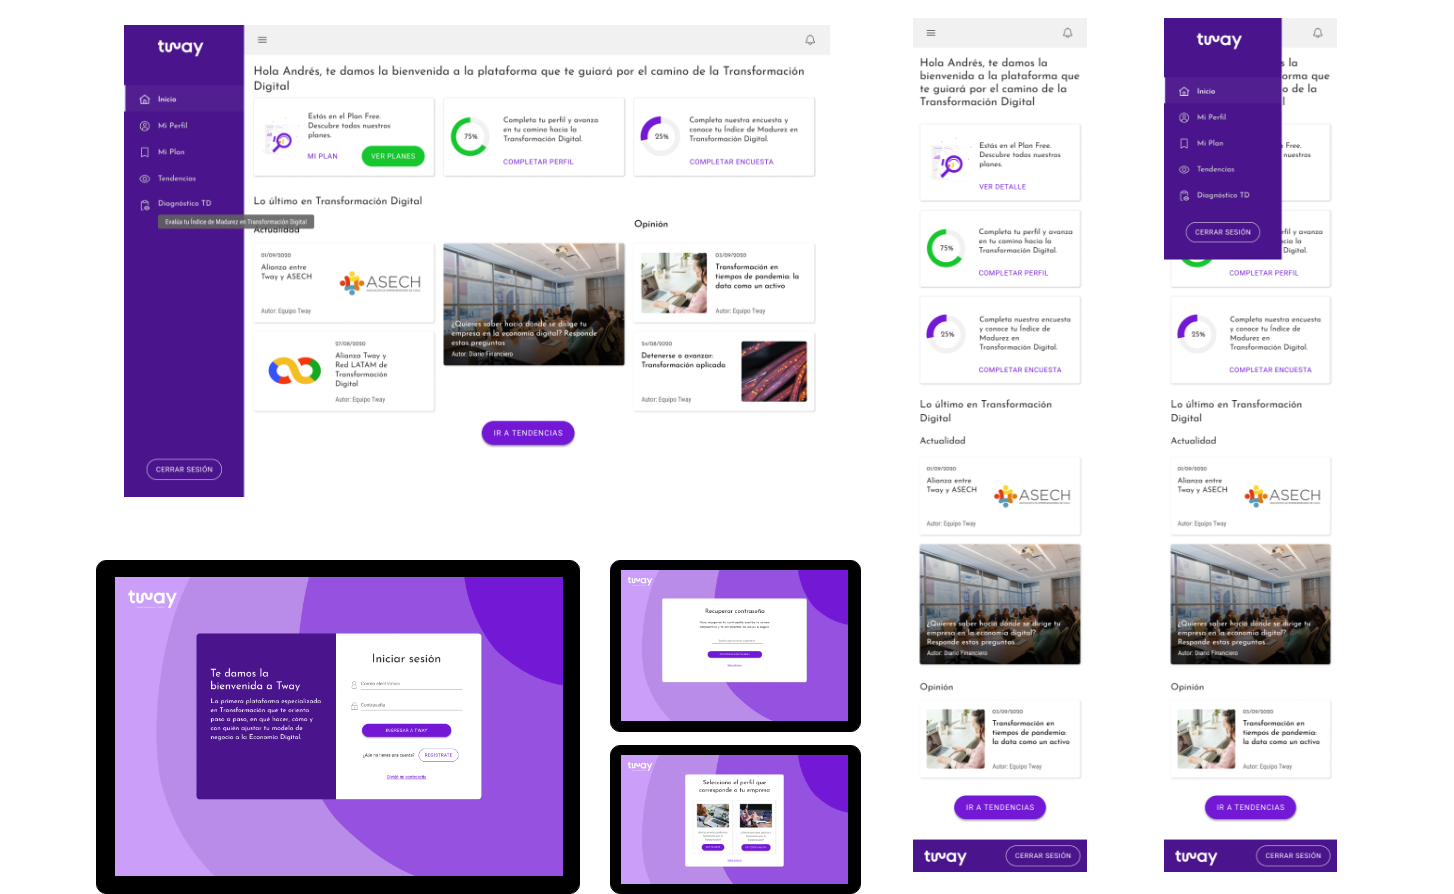 tway
Inicio
Mi Perfil
Mi Plan
Tendencias
Diagnóstico TD
Evalúa tu Índice de Madurez en Transformación Digital
CERRAR SESIÓN
Hola Andrés, te damos la bienvenida a la plataforma que te guiará por el camino de la Transformación
Digital
Estás en el Plan Free.
Descubre todos nuestros
planes.
MI PLAN
VER PLANES
75%
Completa tu perfil y avanza
en tu camino hacia la
Transformación Digital.
COMPLETAR PERFIL
25%
Completa nuestra encuesta y
conoce tu Índice de Madurez en
Transformación Digital.
COMPLETAR ENCUESTA
Lo último en Transformación Digital
Actualidad
Opinión
01/09/2020
Alianza entre
Tway y ASECH
ASECH
Autor: Equipo Tway
27/08/2020
Alianza Tway y
Red LATAM de
Transformación
Digital
Autor: Equipo Tway
¿Quieres saber hacia dónde se dirige tu
empresa en la economía digital? Responde
estas preguntas
Autor: Diario Financiero
03/09/2020
Transformación en
tiempos de pandemia: la
data como un activo
Autor: Equipo Tway
24/08/2020
Detenerse o avanzar:
Transformación aplicada
Autor: Equipo Tway
IR A TENDENCIAS
tway
Te damos la
bienvenida a Tway
La primera plataforma especializada
en Transformación que te orienta
paso a paso, en qué hacer, cómo y
con quién ajustar tu modelo de
negocio a la Economía Digital.
Iniciar sesión
Correo electrónico
Contraseña
INGRESAR A TWAY
¿Aún no tienes una cuenta?
REGÍSTRATE
Olvidé mi contraseña
tway
Recuperar contraseña
tway
Selecciona el perfil que
corresponde a tu empresa
Hola Andrés, te damos la
bienvenida a la plataforma que
te guiará por el camino de la
Transformación Digital
Estás en el Plan Free.
Descubre todos nuestros
planes.
VER DETALLE
75%
Completa tu perfil y avanza
en tu camino hacia la
Transformación Digital.
COMPLETAR PERFIL
25%
Completa nuestra encuesta
y conoce tu Índice de
Madurez en
Transformación Digital.
COMPLETAR ENCUESTA
Lo último en Transformación
Digital
Actualidad
01/09/2020
Alianza entre
Tway y ASECH
ASECH
Autor: Equipo Tway
¿Quieres saber hacia dónde se dirige tu
empresa en la economía digital?
Responde estas preguntas
Autor: Diario Financiero
Opinión
03/09/2020
Transformación en
tiempos de pandemia:
la data como un activo
Autor: Equipo Tway
IR A TENDENCIAS
tway
CERRAR SESIÓN
tway
Inicio
Mi Perfil
Mi Plan
Tendencias
Diagnóstico TD
CERRAR SESIÓN
s la
orma que
o de la
l
n Free.
nuestros
rfil y avanza
cia la
Digital.
COMPLETAR PERFIL
25%
Completa nuestra encuesta
y conoce tu Índice de
Madurez en
Transformación Digital.
COMPLETAR ENCUESTA
Lo último en Transformación
Digital
Actualidad
01/09/2020
Alianza entre
Tway y ASECH
ASECH
Autor: Equipo Tway
¿Quieres saber hacia dónde se dirige tu
empresa en la economía digital?
Responde estas preguntas
Autor: Diario Financiero
Opinión
03/09/2020
Transformación en
tiempos de pandemia:
la data como un activo
Autor: Equipo Tway
IR A TENDENCIAS
tway
CERRAR SESIÓN